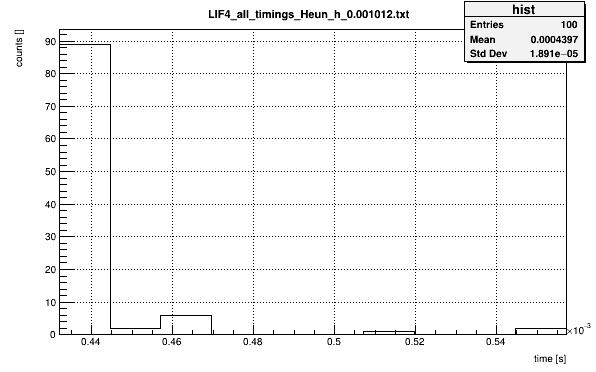 LIF4_all_timings_Heun_h_0.001012.txt
hist
Entries 100
Mean 0.0004397
Std Dev 1.891e−05
counts []
90
80
70
60
50
40
30
20
10
0
0.44 0.46 0.48 0.5 0.52 0.54
×10⁻³
time [s]